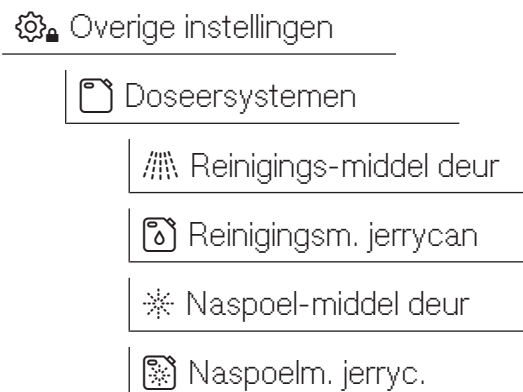 Overige instellingen
Doseersystemen
Reinigings-middel deur
Reinigingsm. jerrycan
Naspoel-middel deur
Naspoelm. jerryc.